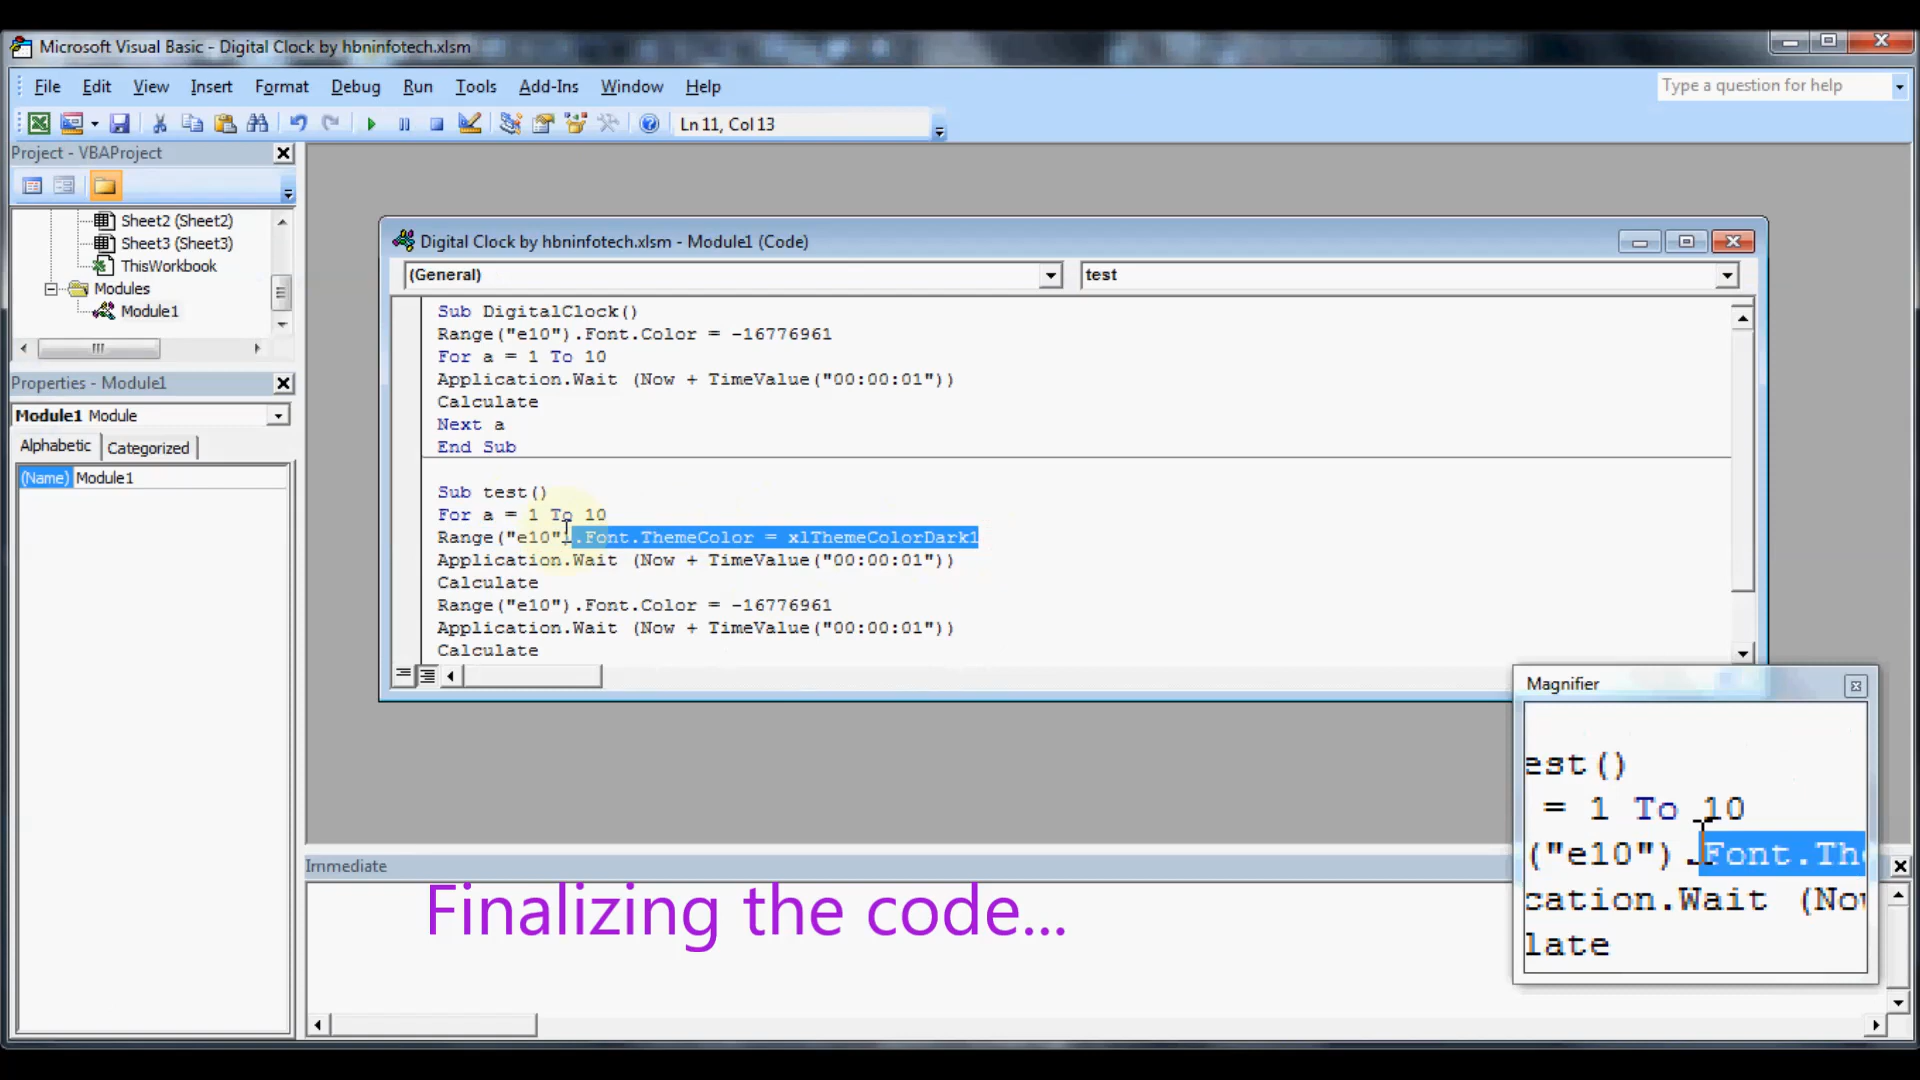 Microsoft Visual Basic - Digital Clock by hbninfotech.xlsm
File Edit View Insert Format Debug Run Tools Add-Ins Window Help
Type a question for help
Ln 11, Col 13
Project - VBAProject
Sheet2 (Sheet2)
Sheet3 (Sheet3)
ThisWorkbook
Modules
Module1
Properties - Module1
Module1 Module
Alphabetic Categorized
(Name) Module1
Digital Clock by hbninfotech.xlsm - Module1 (Code)
(General) test
Sub DigitalClock()
Range("e10").Font.Color = -16776961
For a = 1 To 10
Application.Wait (Now + TimeValue("00:00:01"))
Calculate
Next a
End Sub
Sub test()
For a = 1 To 10
Range("e10").Font.ThemeColor = xlThemeColorDark1
Application.Wait (Now + TimeValue("00:00:01"))
Calculate
Range("e10").Font.Color = -16776961
Application.Wait (Now + TimeValue("00:00:01"))
Calculate
Magnifier
est()
= 1 To 10
("e10").Font.The
cation.Wait (Now
late
Immediate
Finalizing the code...